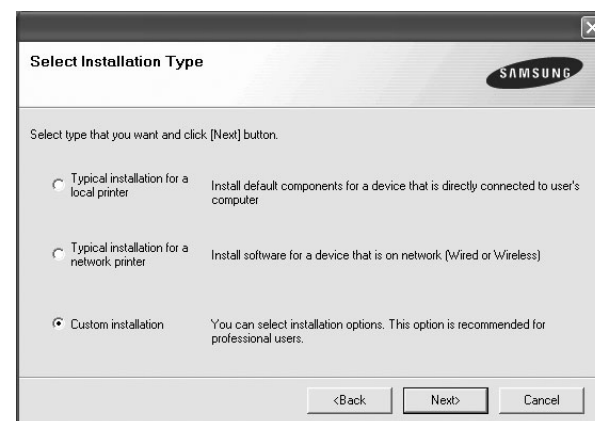 Select Installation Type
SAMSUNG
Select type that you want and click [Next] button.
Typical installation for a
local printer
Install default components for a device that is directly connected to user's
computer
Typical installation for a
network printer
Install software for a device that is on network (Wired or Wireless)
Custom installation
You can select installation options. This option is recommended for
professional users.
<Back
Next>
Cancel